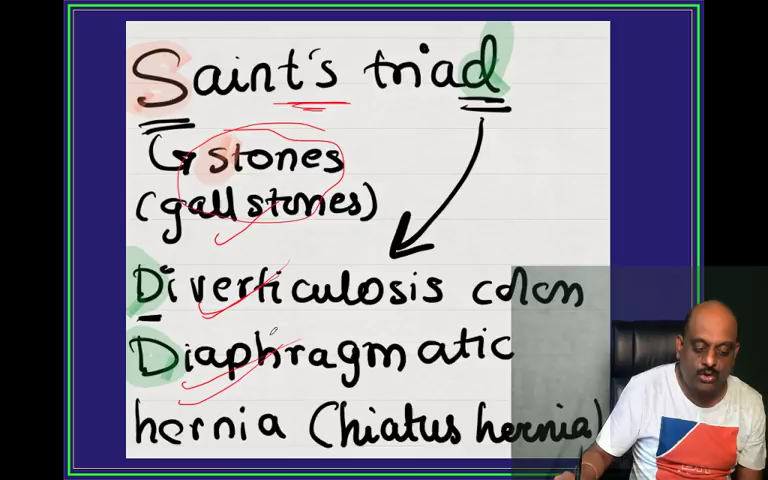 Saint's triad
G stones
(gall stones)
Diverticulosis colon
Diaphragmatic
hernia (hiatus hernia)